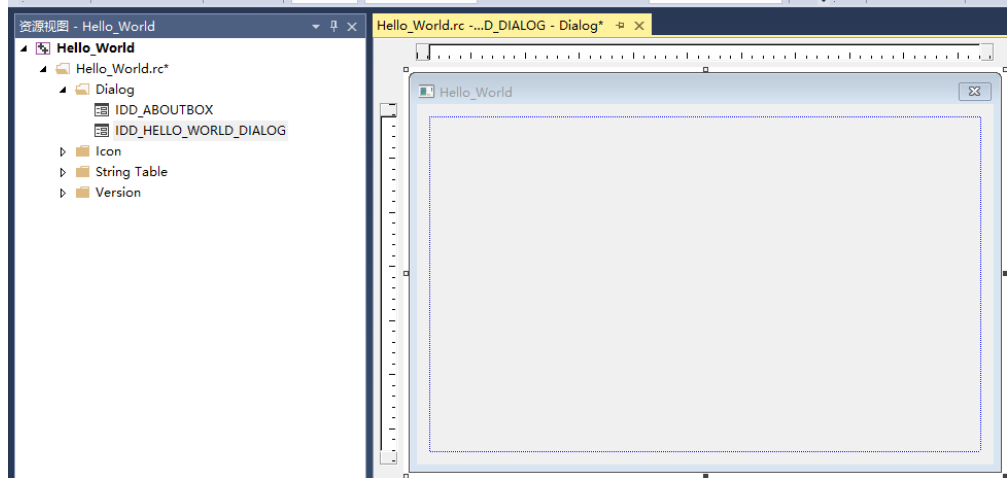 资源视图 - Hello_World
Hello_World
Hello_World.rc*
Dialog
IDD_ABOUTBOX
IDD_HELLO_WORLD_DIALOG
Icon
String Table
Version
Hello_World.rc -...D_DIALOG - Dialog*
Hello_World